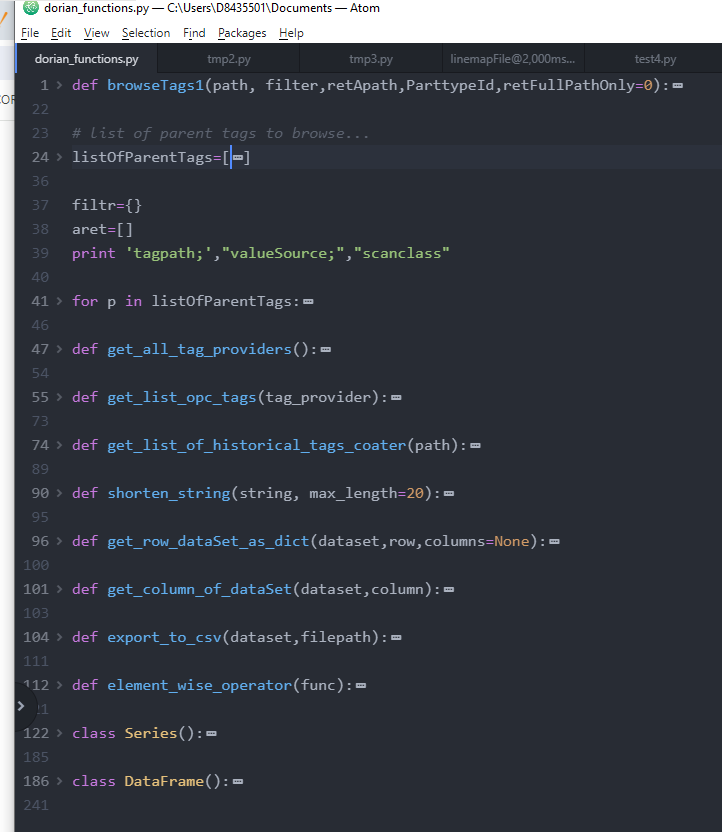 dorian_functions.py — C:\Users\D8435501\Documents — Atom
File Edit View Selection Find Packages Help
dorian_functions.py tmp2.py tmp3.py linemapFile@2,000ms... test4.py
1 def browseTags1(path, filter,retApath,ParttypeId,retFullPathOnly=0):
22
23 # list of parent tags to browse...
24 listOfParentTags=[]
36
37 filtr={}
38 aret=[]
39 print 'tagpath;',"valueSource;","scanclass"
40
41 for p in listOfParentTags:
46
47 def get_all_tag_providers():
54
55 def get_list_opc_tags(tag_provider):
73
74 def get_list_of_historical_tags_coater(path):
89
90 def shorten_string(string, max_length=20):
95
96 def get_row_dataSet_as_dict(dataset,row,columns=None):
100
101 def get_column_of_dataSet(dataset,column):
103
104 def export_to_csv(dataset,filepath):
111
112 def element_wise_operator(func):
21
122 class Series():
185
186 class DataFrame():
241